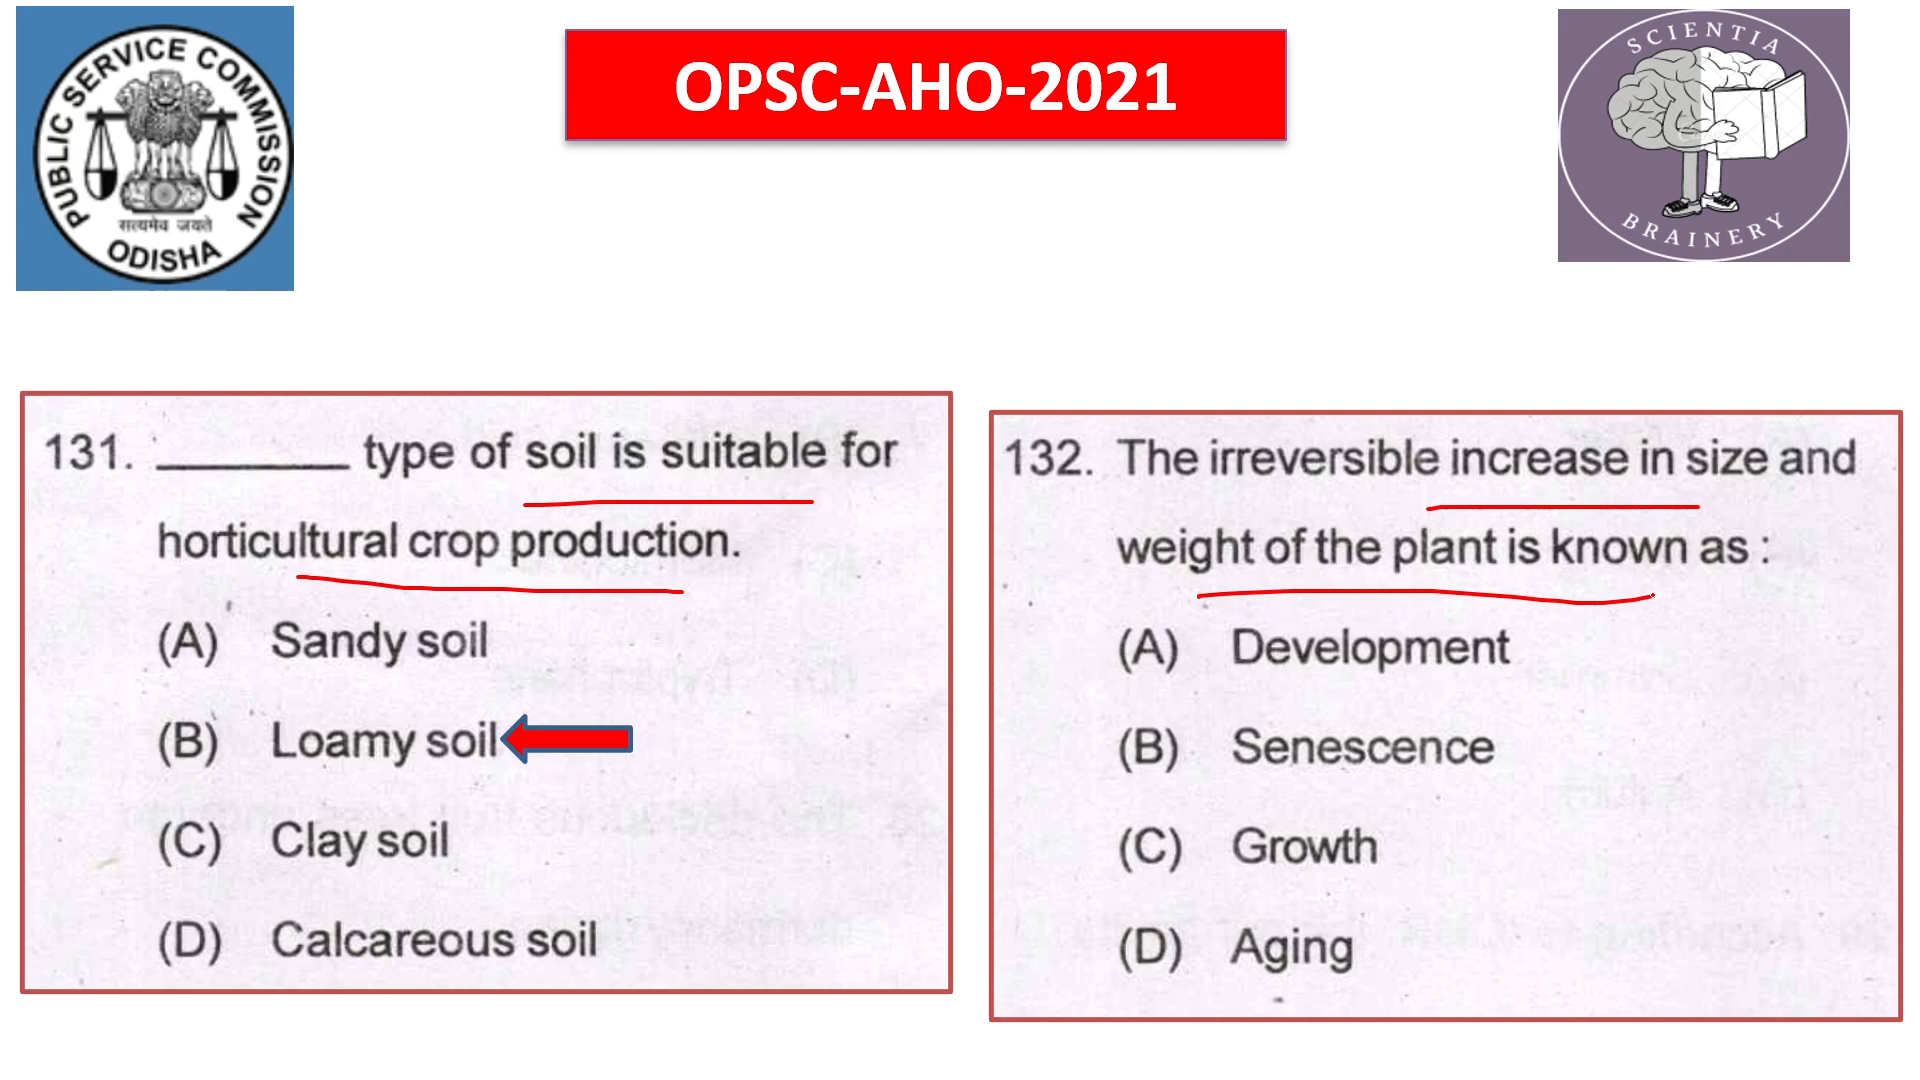 PUBLIC SERVICE COMMISSION
सत्यमेव जयते
ODISHA
OPSC-AHO-2021
SCIENTIA
BRAINERY
131. ________ type of soil is suitable for
horticultural crop production.
(A) Sandy soil
(B) Loamy soil
(C) Clay soil
(D) Calcareous soil
132. The irreversible increase in size and
weight of the plant is known as :
(A) Development
(B) Senescence
(C) Growth
(D) Aging